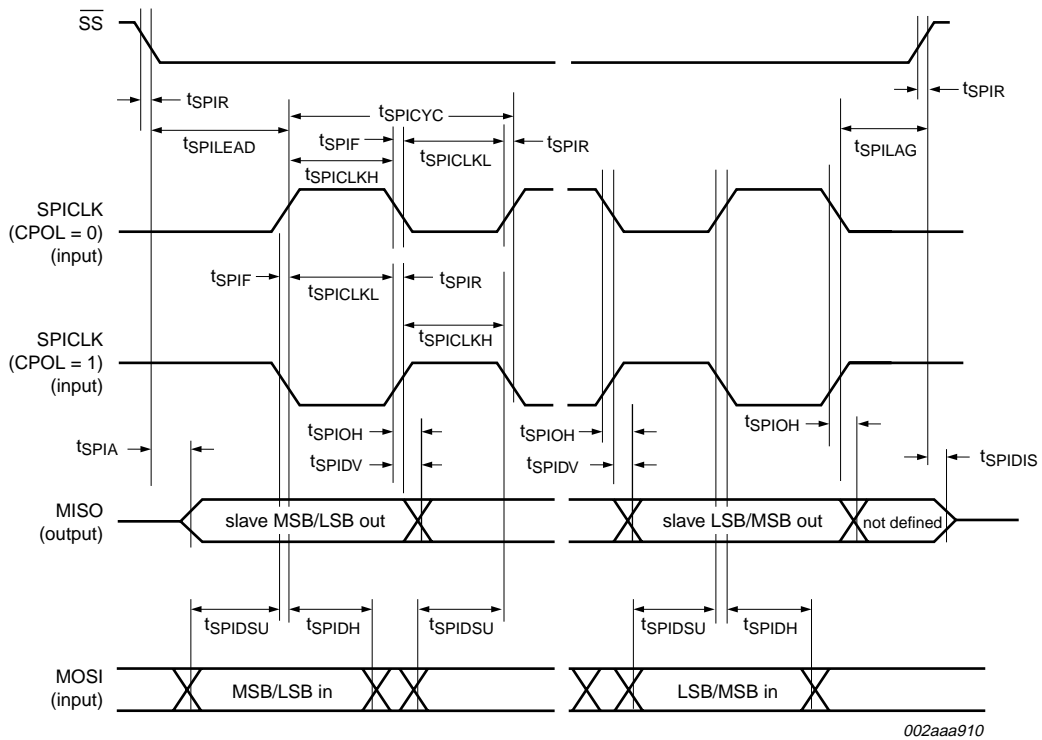 SS
tSPIR
tSPICYC
tSPIR
tSPILEAD
tSPIF
tSPICLKL
tSPIR
tSPILAG
tSPICLKH
SPICLK
(CPOL = 0)
(input)
tSPIF
tSPICLKL
tSPIR
SPICLK
(CPOL = 1)
(input)
tSPICLKH
tSPIOH
tSPIOH
tSPIOH
tSPIA
tSPIDV
tSPIDV
tSPIDIS
MISO
(output)
slave MSB/LSB out
slave LSB/MSB out
not defined
tSPIDSU
tSPIDH
tSPIDSU
tSPIDSU
tSPIDH
MOSI
(input)
MSB/LSB in
LSB/MSB in
002aaa910